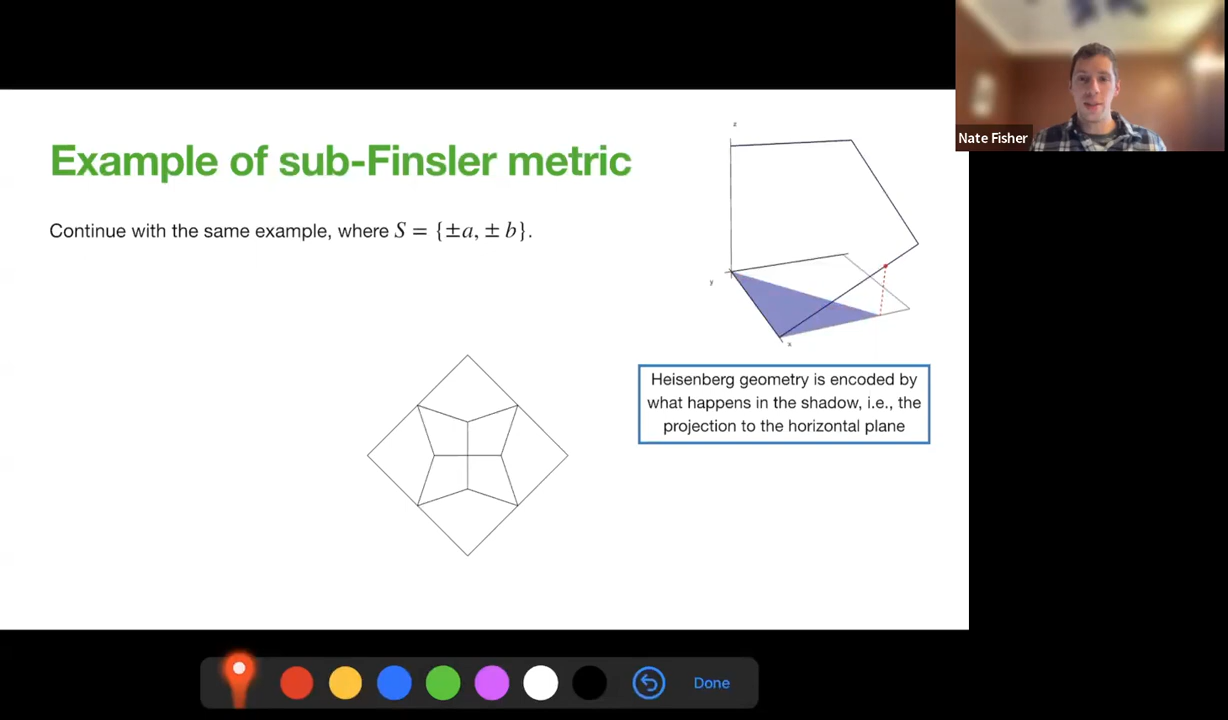 Nate Fisher
Example of sub-Finsler metric
Continue with the same example, where S = {±a, ± b}.
z
y
x
Heisenberg geometry is encoded by
what happens in the shadow, i.e., the
projection to the horizontal plane
Done